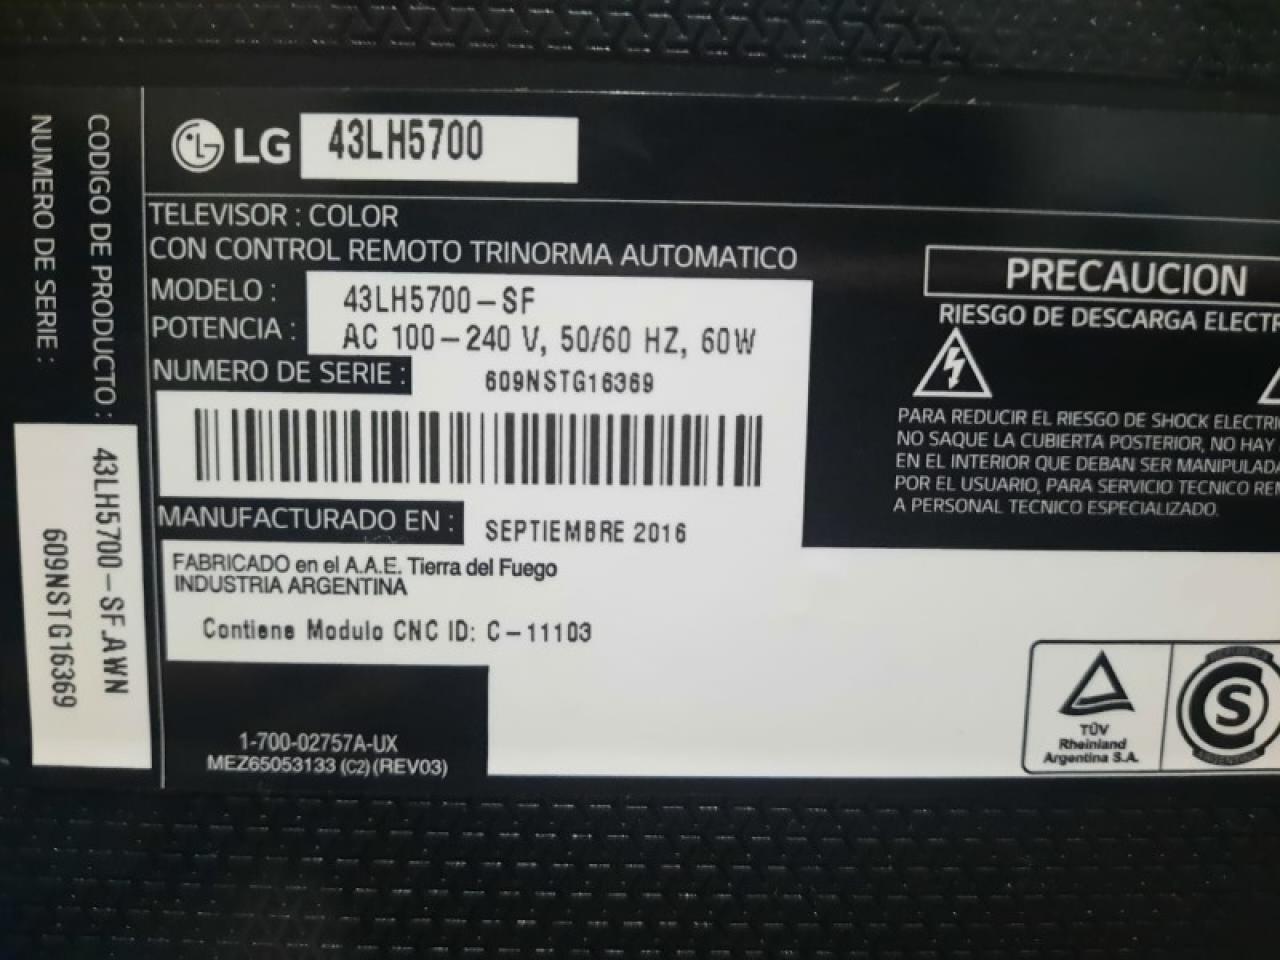 LG 43LH5700
TELEVISOR : COLOR
CON CONTROL REMOTO TRINORMA AUTOMATICO
MODELO : 43LH5700-SF
POTENCIA : AC 100-240 V, 50/60 HZ, 60W
NUMERO DE SERIE : 609NSTG16369
MANUFACTURADO EN : SEPTIEMBRE 2016
FABRICADO en el A.A.E. Tierra del Fuego
INDUSTRIA ARGENTINA
Contiene Modulo CNC ID: C-11103
1-700-02757A-UX
MEZ65053133 (C2)(REV03)
CODIGO DE PRODUCTO : 43LH5700-SF.AWN
NUMERO DE SERIE : 609NSTG16369
PRECAUCION
RIESGO DE DESCARGA ELECTR
PARA REDUCIR EL RIESGO DE SHOCK ELECTRI
NO SAQUE LA CUBIERTA POSTERIOR, NO HAY
EN EL INTERIOR QUE DEBAN SER MANIPULADA
POR EL USUARIO, PARA SERVICIO TECNICO REM
A PERSONAL TECNICO ESPECIALIZADO.
TÜV
Rheinland
Argentina S.A.
S